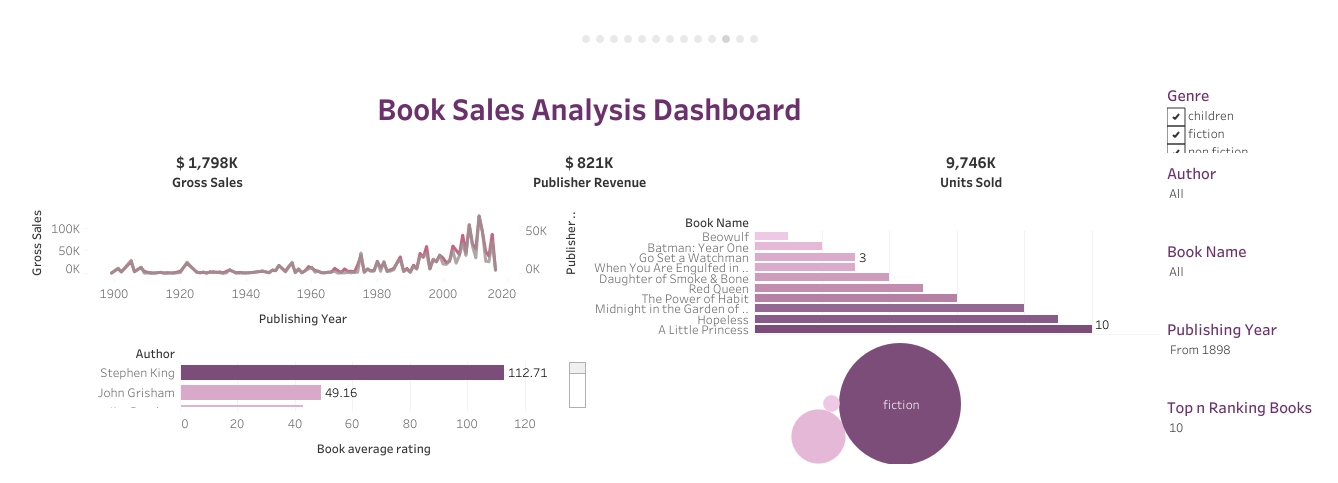 Book Sales Analysis Dashboard
$ 1,798K
Gross Sales
$ 821K
Publisher Revenue
9,746K
Units Sold
Genre
children
fiction
non fiction
Author
All
Book Name
All
Publishing Year
From 1898
Top n Ranking Books
10
Gross Sales
100K
50K
0K
50K
0K
Publisher ..
1900 1920 1940 1960 1980 2000 2020
Publishing Year
Book Name
Beowulf
Batman: Year One
Go Set a Watchman 3
When You Are Engulfed in ..
Daughter of Smoke & Bone
Red Queen
The Power of Habit
Midnight in the Garden of ..
Hopeless
A Little Princess 10
Author
Stephen King 112.71
John Grisham 49.16
0 20 40 60 80 100 120
Book average rating
fiction